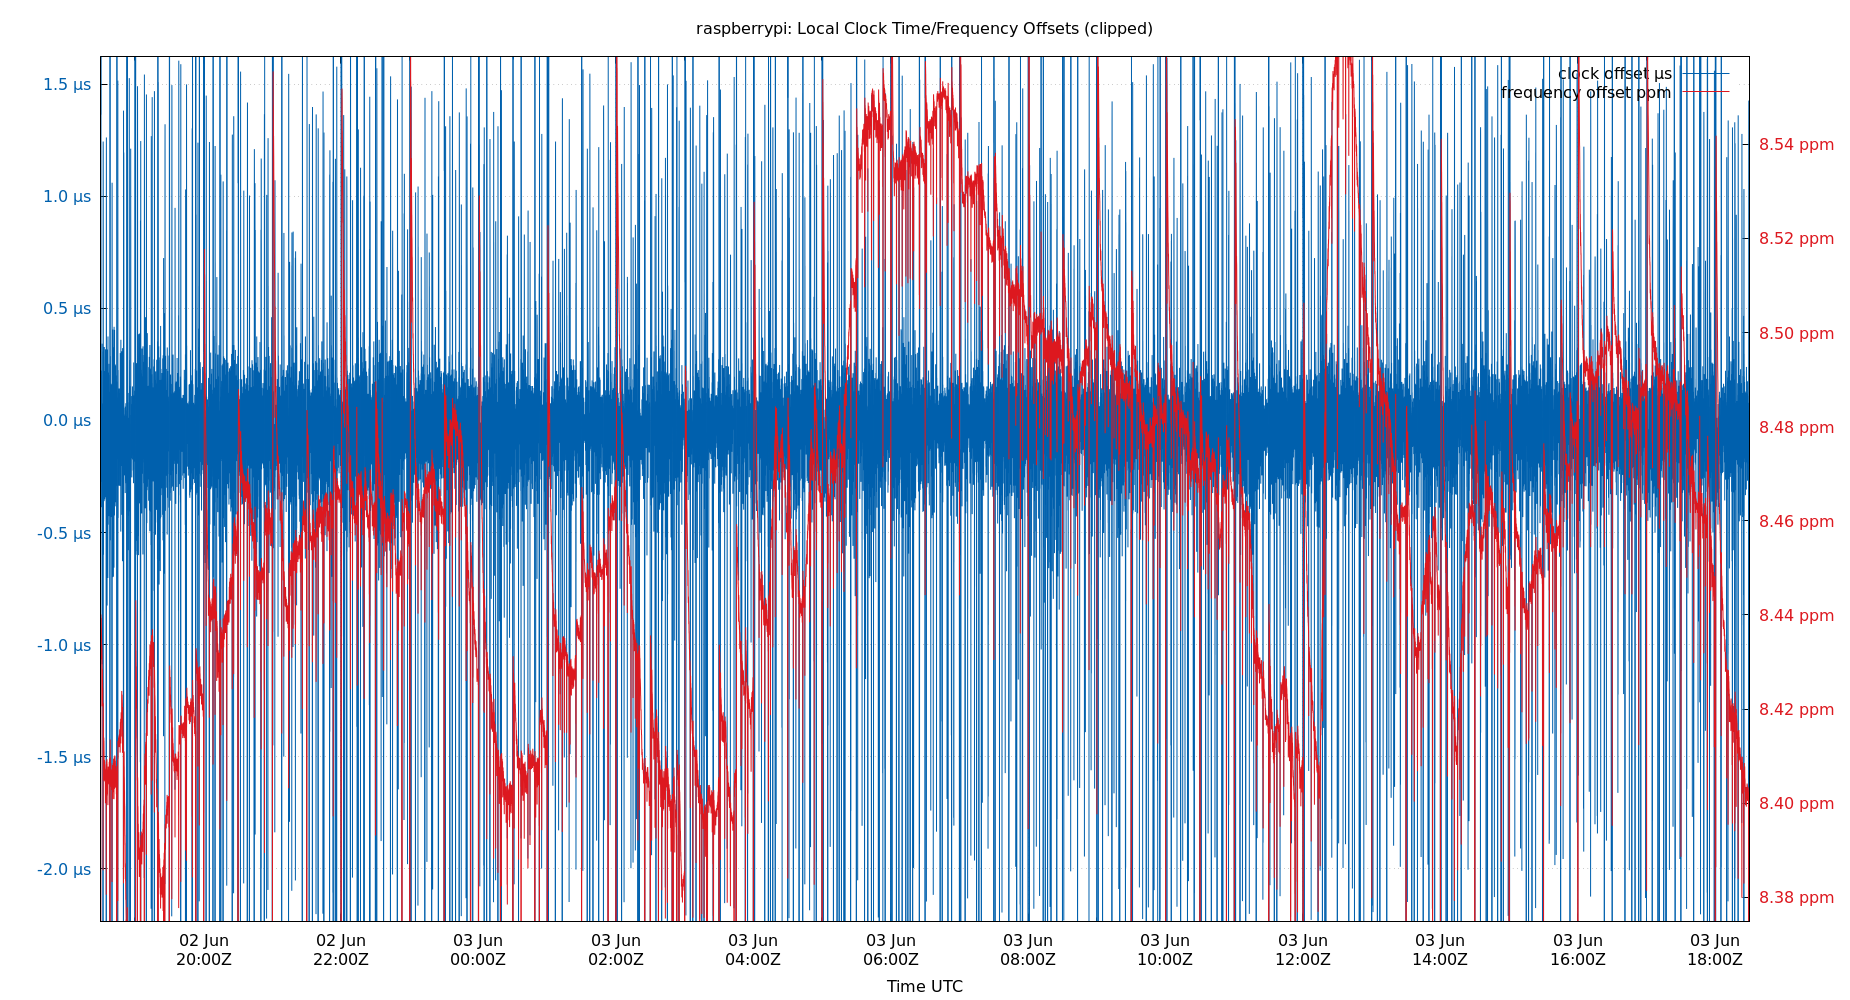 raspberrypi: Local Clock Time/Frequency Offsets (clipped)
clock offset µs
frequency offset ppm
1.5 µs
1.0 µs
0.5 µs
0.0 µs
-0.5 µs
-1.0 µs
-1.5 µs
-2.0 µs
8.54 ppm
8.52 ppm
8.50 ppm
8.48 ppm
8.46 ppm
8.44 ppm
8.42 ppm
8.40 ppm
8.38 ppm
02 Jun 02 Jun 03 Jun 03 Jun 03 Jun 03 Jun 03 Jun 03 Jun 03 Jun 03 Jun 03 Jun 03 Jun
20:00Z 22:00Z 00:00Z 02:00Z 04:00Z 06:00Z 08:00Z 10:00Z 12:00Z 14:00Z 16:00Z 18:00Z
Time UTC